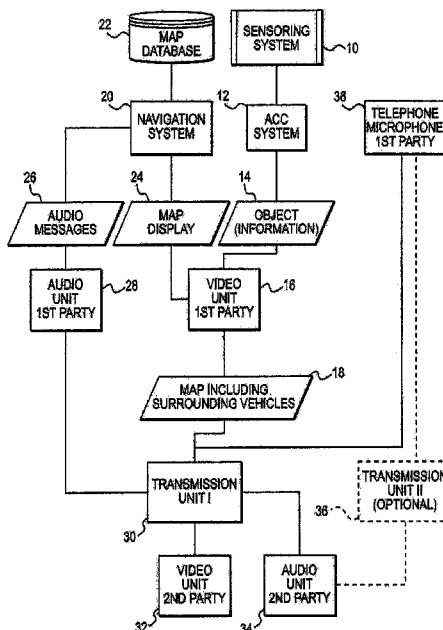 22
MAP
DATABASE
SENSORING
SYSTEM
10
20
NAVIGATION
SYSTEM
12
ACC
SYSTEM
38
TELEPHONE
MICROPHONE
1ST PARTY
26
AUDIO
MESSAGES
24
MAP
DISPLAY
14
OBJECT
(INFORMATION)
AUDIO
UNIT
1ST PARTY
28
VIDEO
UNIT
1ST PARTY
16
18
MAP INCLUDING
SURROUNDING
VEHICLES
TRANSMISSION
UNIT I
30
TRANSMISSION
UNIT II
(OPTIONAL)
36
VIDEO
UNIT
2ND PARTY
32
AUDIO
UNIT
2ND PARTY
34